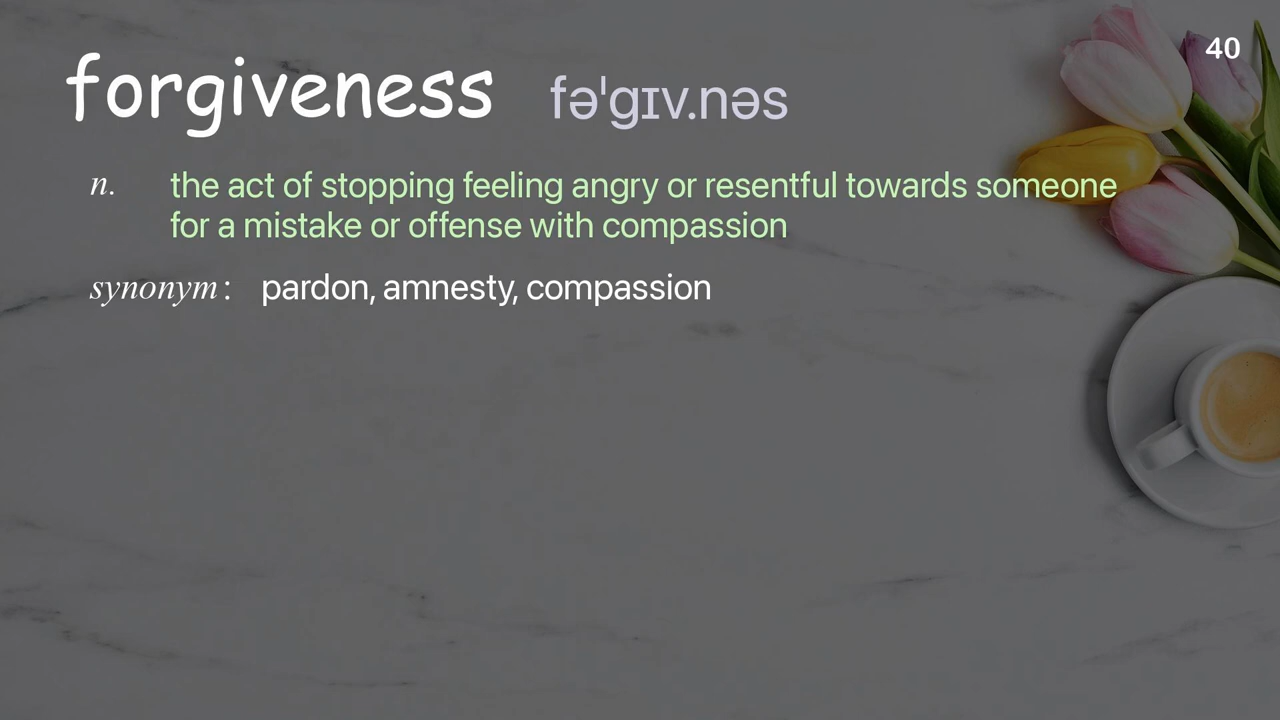 40
forgiveness fəˈgɪv.nəs
n. the act of stopping feeling angry or resentful towards someone
for a mistake or offense with compassion
synonym: pardon, amnesty, compassion